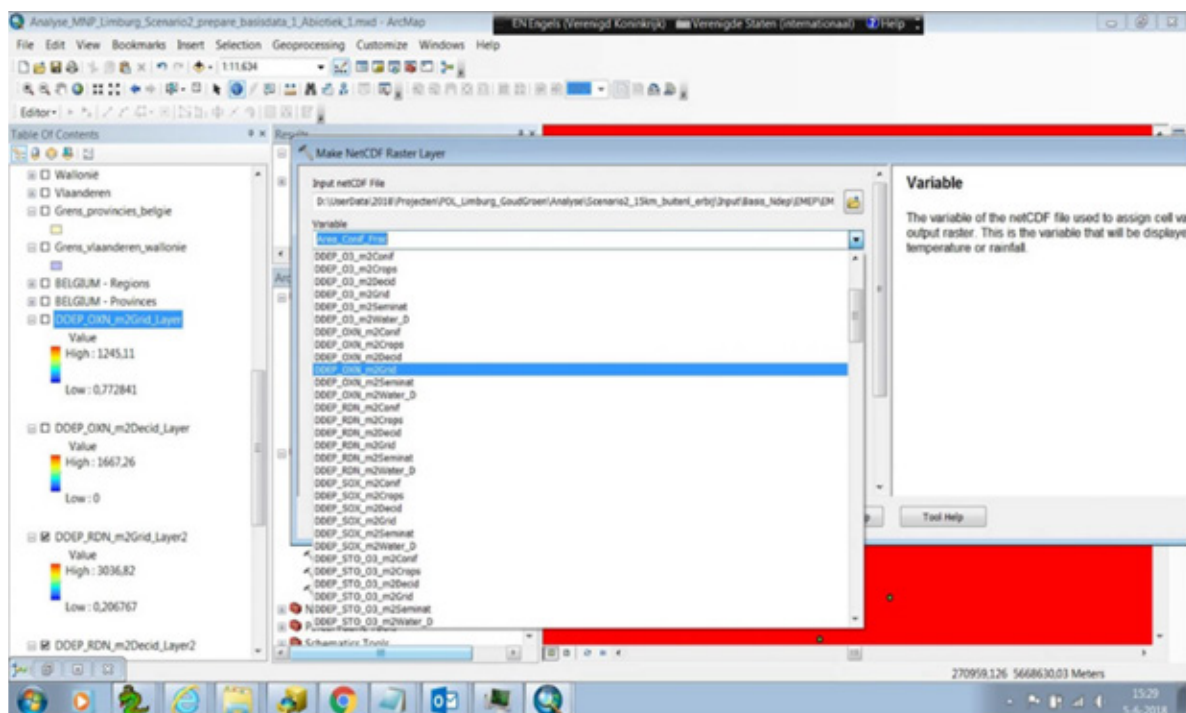 Analyse_MNP_Limburg_Scenario2_prepare_basisdata_1_Abiotiek_1.mxd - ArcMap
EN Engels (Verenigd Koninkrijk) Verenigde Staten (internationaal) Help
File Edit View Bookmarks Insert Selection Geoprocessing Customize Windows Help
1:11.634
Editor
Table Of Contents
Wallonie
Vlaanderen
Grens_provincies_belgie
Grens_vlaanderen_wallonie
BELGIUM - Regions
BELGIUM - Provinces
DDEP_OXN_m2Grid_Layer
Value
High : 1245,11
Low : 0,772841
DDEP_OXN_m2Decid_Layer
Value
High : 1667,26
Low : 0
DDEP_RDN_m2Grid_Layer2
Value
High : 3036,82
Low : 0,206767
DDEP_RDN_m2Decid_Layer2
Results
Make NetCDF Raster Layer
Input netCDF File
D:\UserData\2018\Projecten\POL_Limburg_GoudGroen\Analyse\Scenario2_15km_buitenl_erbij\Input\Basis_Ndep\EMEP\EM
Variable
Area_Conif_Frac
DDEP_O3_m2Conif
DDEP_O3_m2Crops
DDEP_O3_m2Decid
DDEP_O3_m2Grid
DDEP_O3_m2Seminat
DDEP_O3_m2Water_D
DDEP_OXN_m2Conif
DDEP_OXN_m2Crops
DDEP_OXN_m2Decid
DDEP_OXN_m2Grid
DDEP_OXN_m2Seminat
DDEP_OXN_m2Water_D
DDEP_RDN_m2Conif
DDEP_RDN_m2Crops
DDEP_RDN_m2Decid
DDEP_RDN_m2Grid
DDEP_RDN_m2Seminat
DDEP_RDN_m2Water_D
DDEP_SOX_m2Conif
DDEP_SOX_m2Crops
DDEP_SOX_m2Decid
DDEP_SOX_m2Grid
DDEP_SOX_m2Seminat
DDEP_SOX_m2Water_D
DDEP_STO_O3_m2Conif
DDEP_STO_O3_m2Crops
DDEP_STO_O3_m2Decid
DDEP_STO_O3_m2Grid
DDEP_STO_O3_m2Seminat
DDEP_STO_O3_m2Water_D
Schematics Tools
Variable
The variable of the netCDF file used to assign cell va
output raster. This is the variable that will be displaye
temperature or rainfall.
Tool Help
270959,126 5668630,03 Meters
15:29
5-6-2018